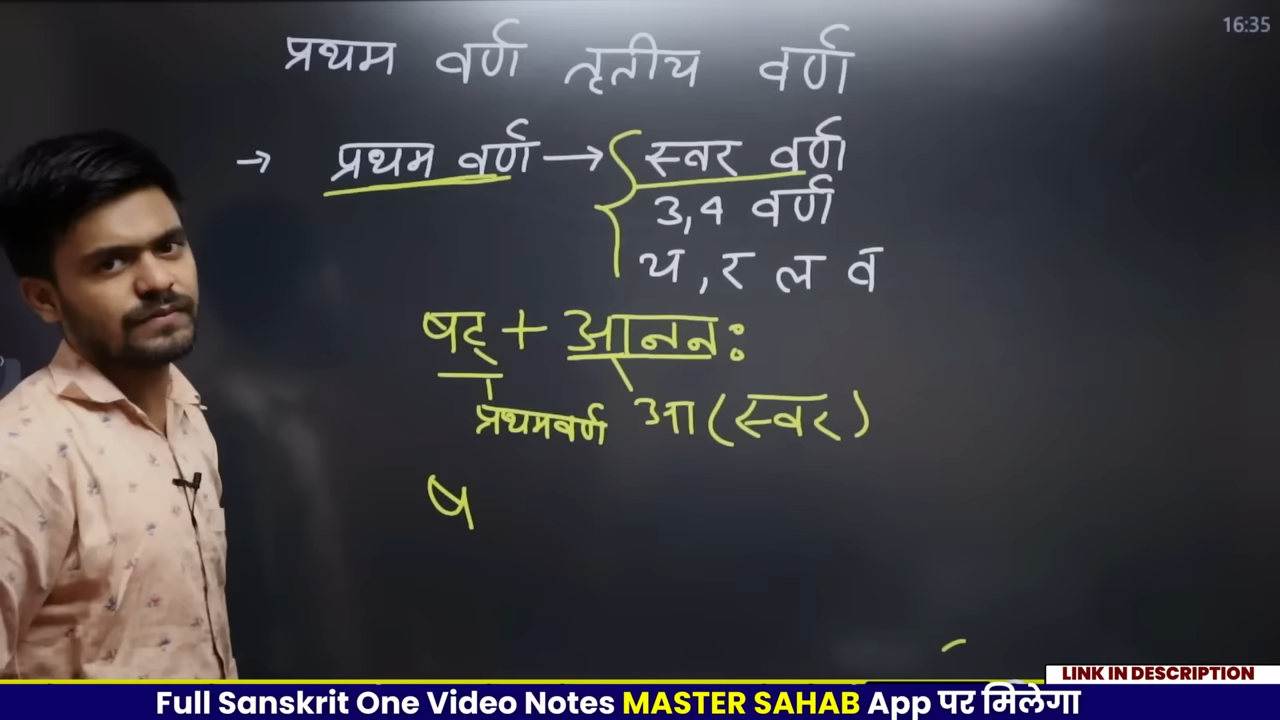 16:35
प्रथम वर्ण तृतीय वर्ण
→ प्रथम वर्ण → { स्वर वर्ण
3,4 वर्ण
य , र ल व
षट् + आननः
प्रथमवर्ण आ (स्वर)
ष
LINK IN DESCRIPTION
Full Sanskrit One Video Notes MASTER SAHAB App पर मिलेगा